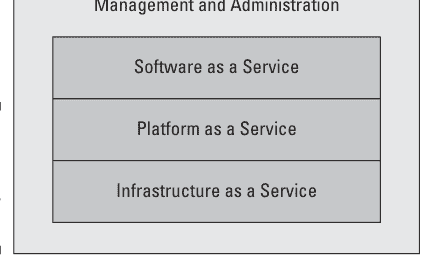 Management and Administration
Software as a Service
Platform as a Service
Infrastructure as a Service